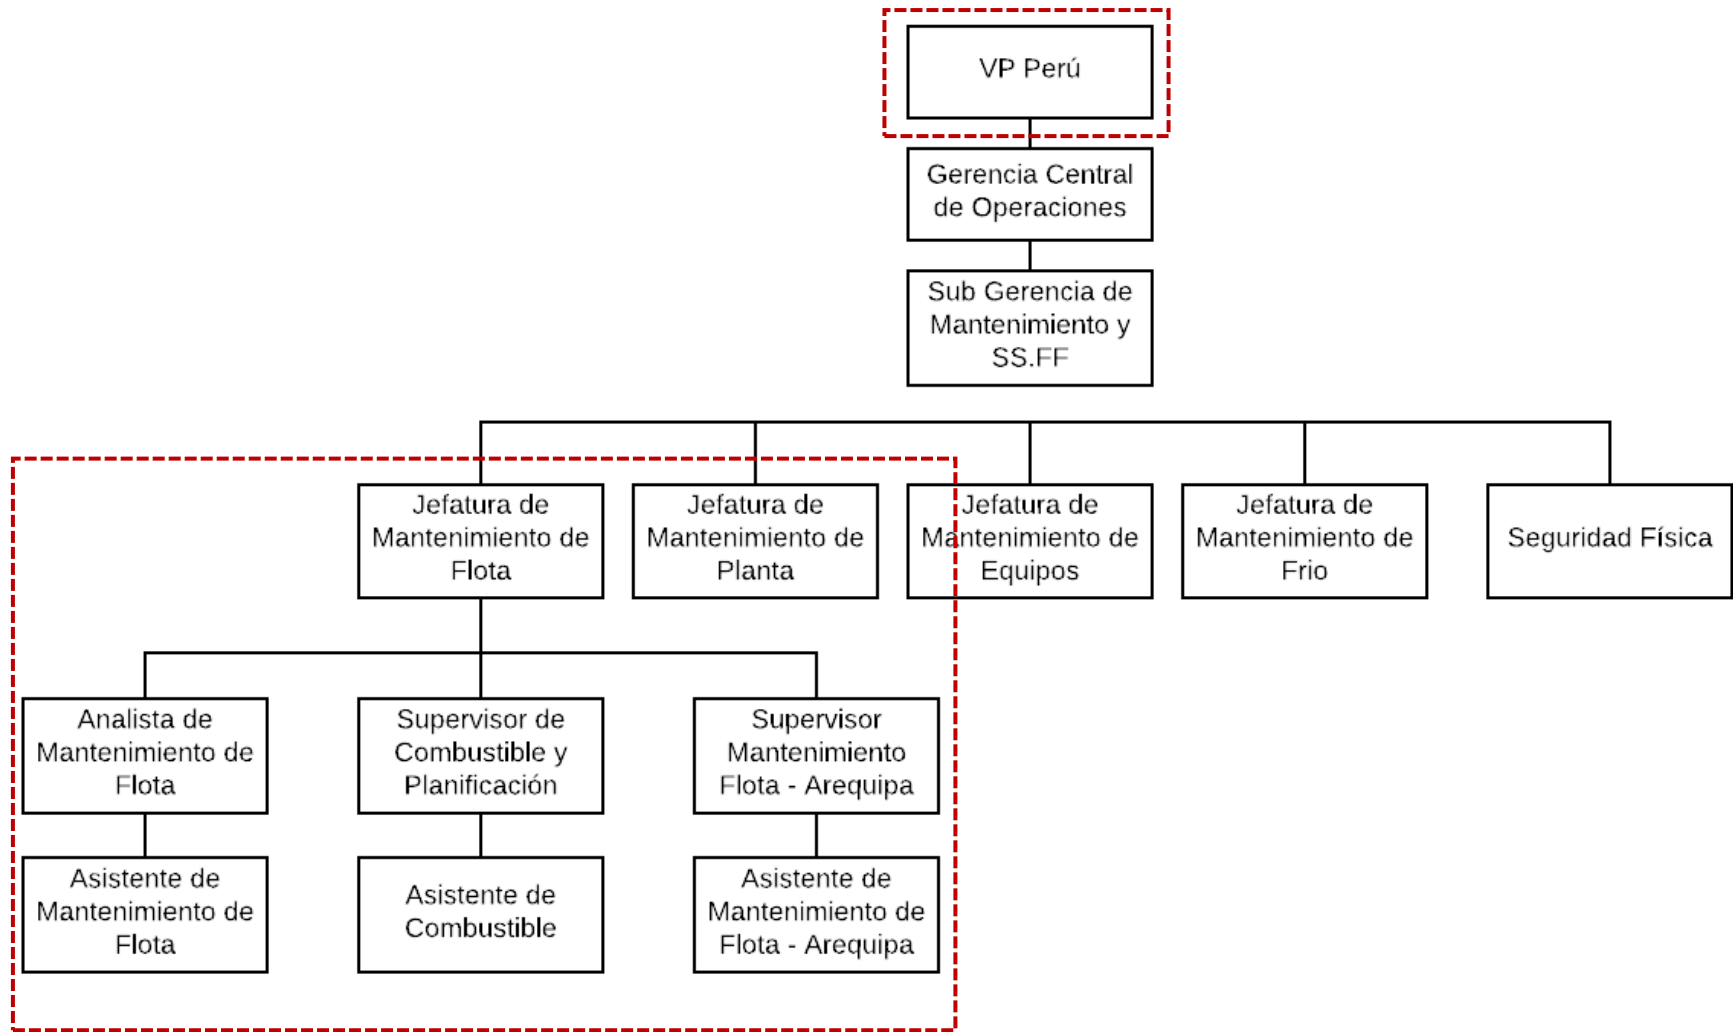 VP Perú
Gerencia Central
de Operaciones
Sub Gerencia de
Mantenimiento y
SS.FF
Jefatura de
Mantenimiento de
Flota
Jefatura de
Mantenimiento de
Planta
Jefatura de
Mantenimiento de
Equipos
Jefatura de
Mantenimiento de
Frio
Seguridad Física
Analista de
Mantenimiento de
Flota
Supervisor de
Combustible y
Planificación
Supervisor
Mantenimiento
Flota - Arequipa
Asistente de
Mantenimiento de
Flota
Asistente de
Combustible
Asistente de
Mantenimiento de
Flota - Arequipa